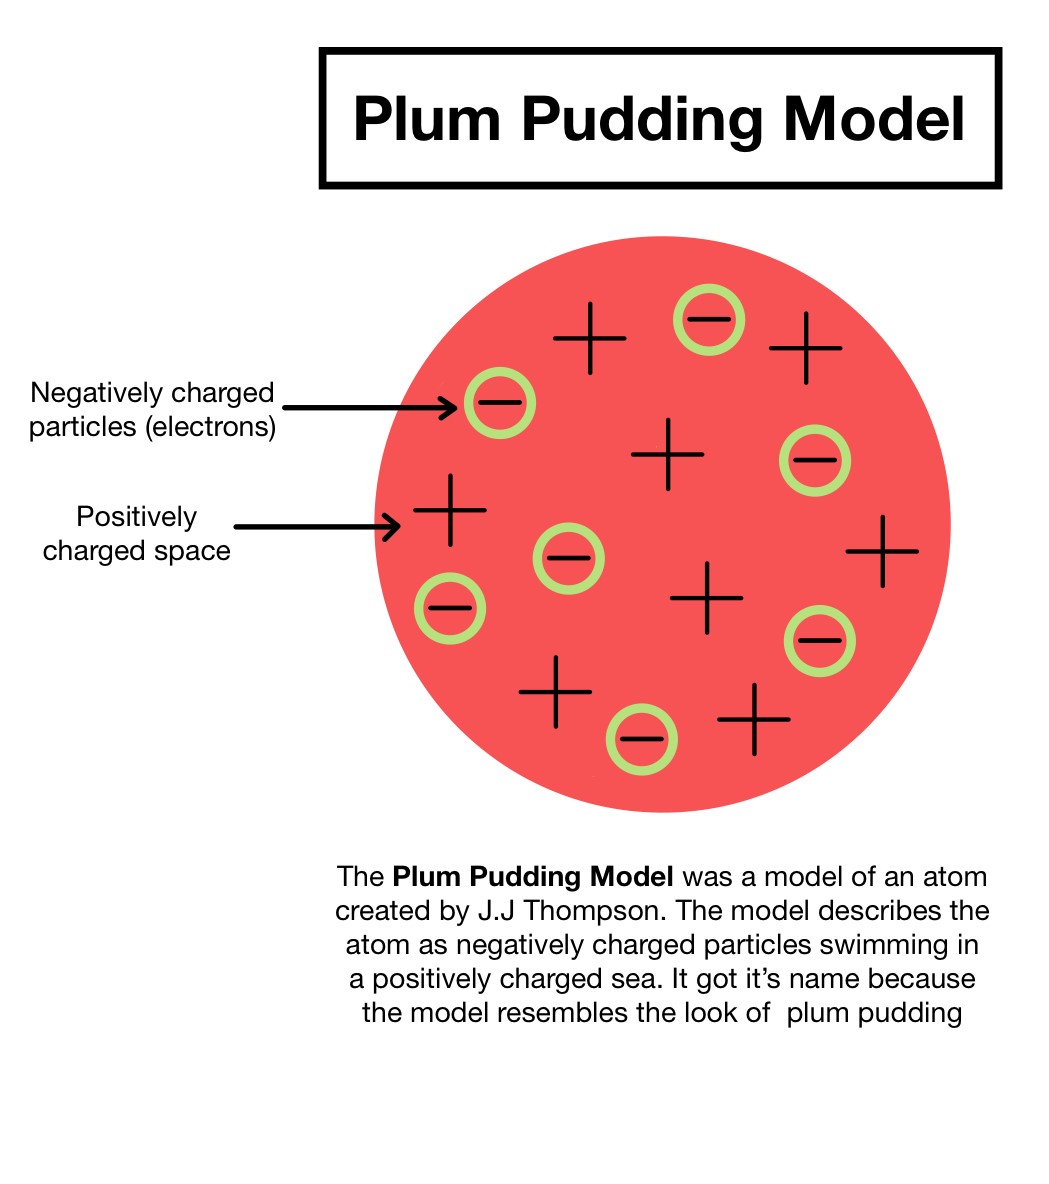 Plum Pudding Model
Negatively charged
particles (electrons)
Positively
charged space
The Plum Pudding Model was a model of an atom
created by J.J Thompson. The model describes the
atom as negatively charged particles swimming in
a positively charged sea. It got it’s name because
the model resembles the look of  plum pudding